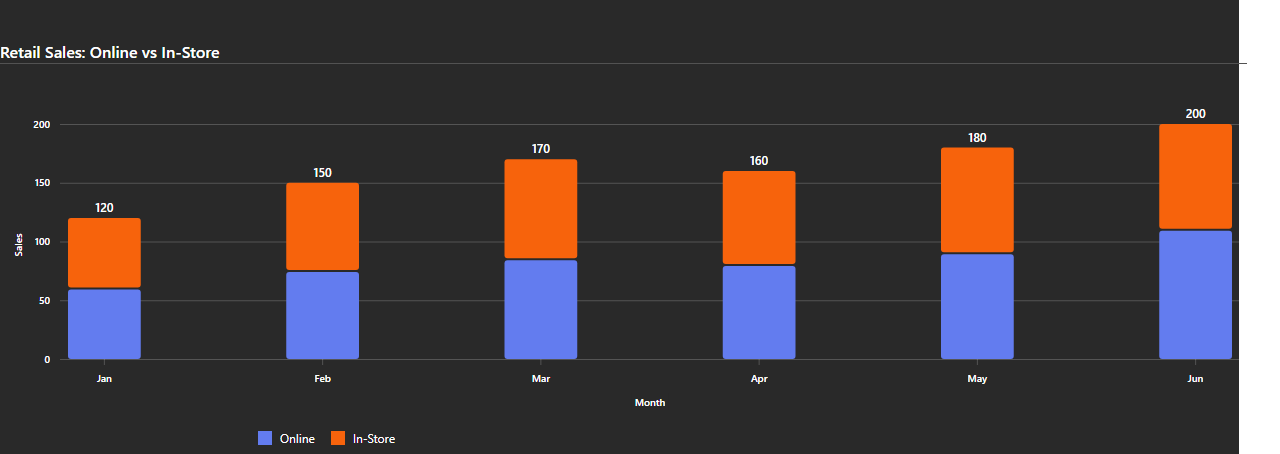 Retail Sales: Online vs In-Store
200
180
200
170
160
150
150
120
100
50
0
Sales
Jan Feb Mar Apr May Jun
Month
Online In-Store